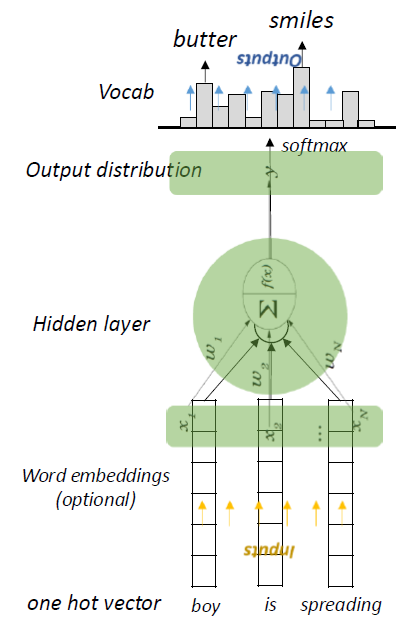 smiles
butter
Outputs
Vocab
softmax
Output distribution
y
f(x)
Σ
Hidden layer
w1
w2
wN
x1
x2
...
xN
Word embeddings
(optional)
Inputs
one hot vector
boy
is
spreading